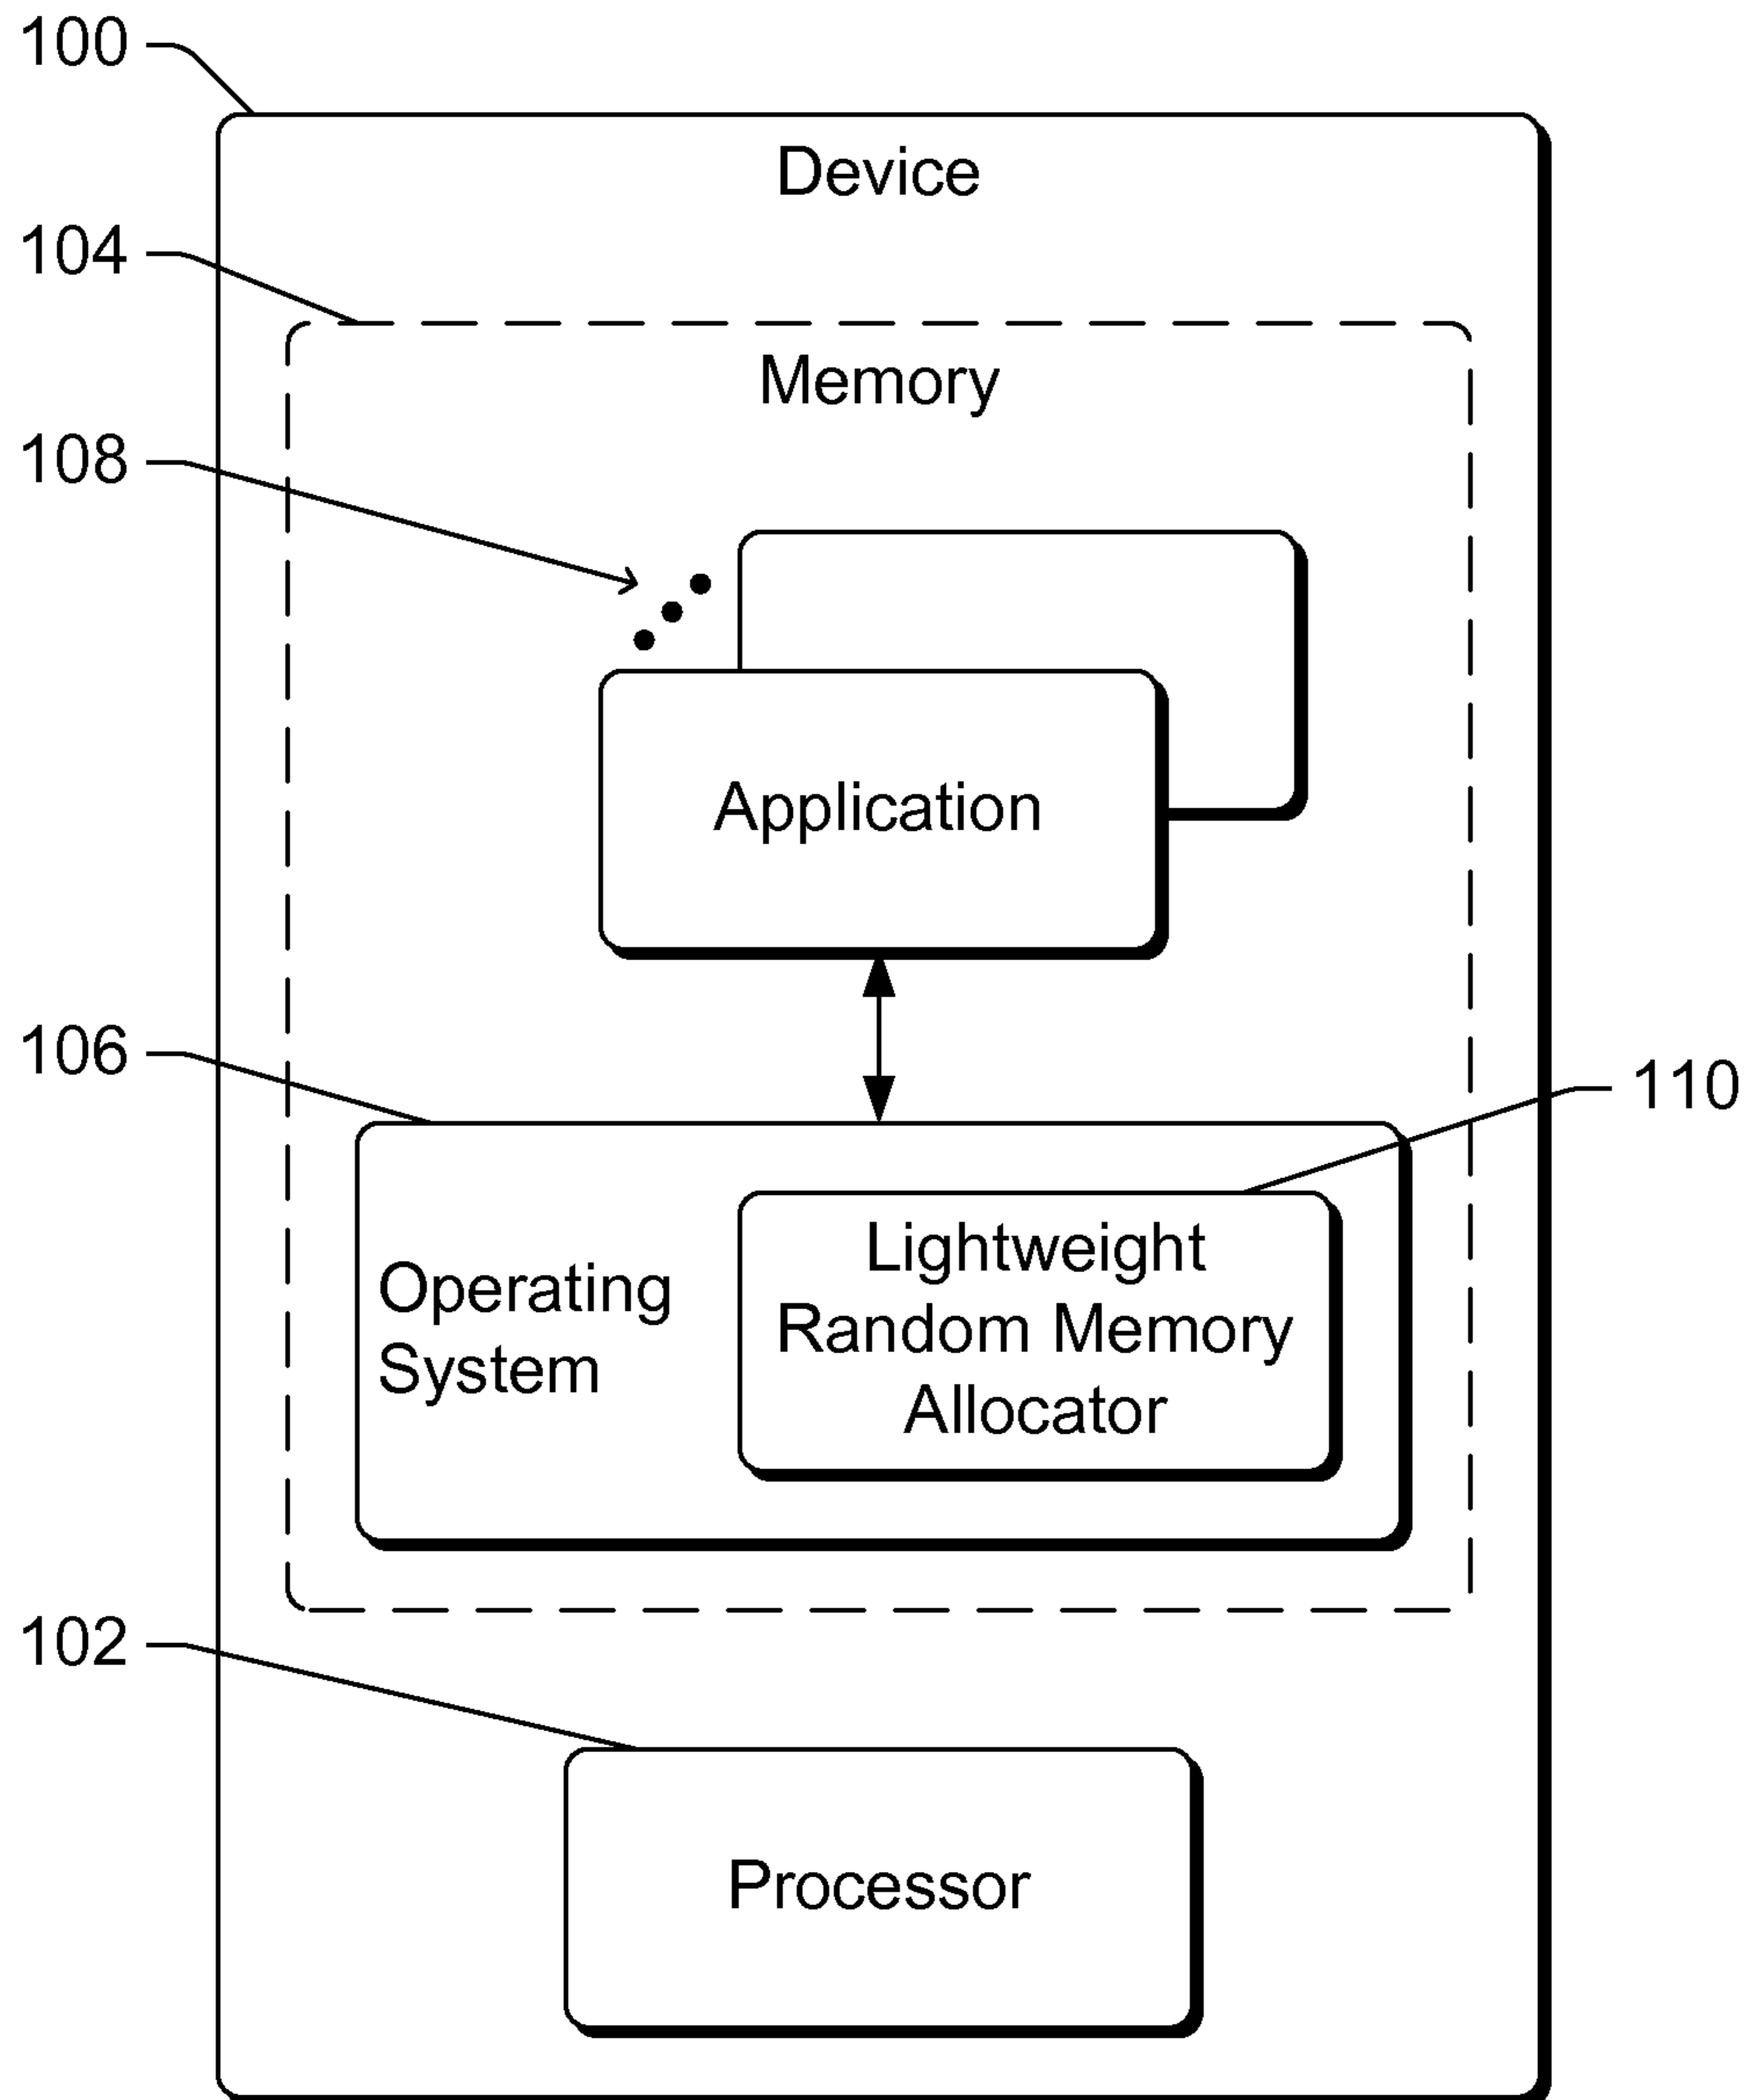 100
Device
104
Memory
108
Application
106
110
Operating
System
Lightweight
Random Memory
Allocator
102
Processor